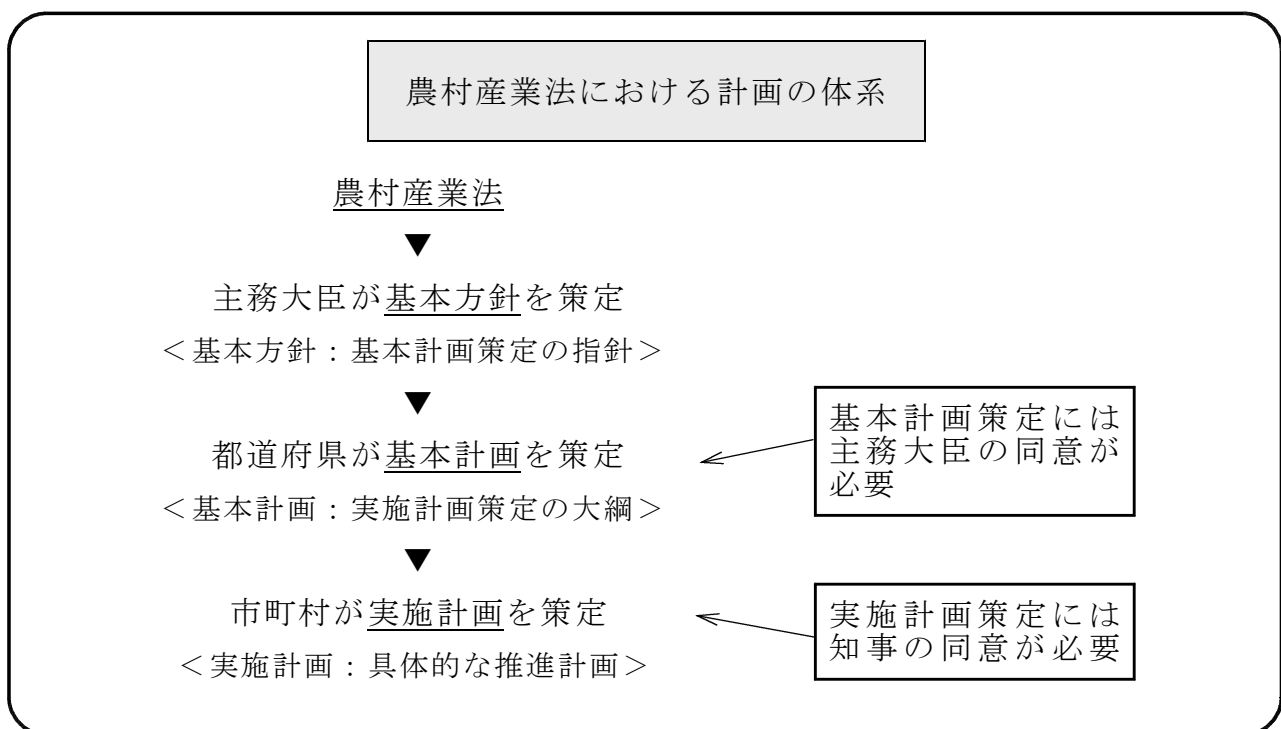 農村産業法における計画の体系
農村産業法
▼
主務大臣が基本方針を策定
＜基本方針：基本計画策定の指針＞
▼
都道府県が基本計画を策定
＜基本計画：実施計画策定の大綱＞
基本計画策定には
主務大臣の同意が
必要
▼
市町村が実施計画を策定
＜実施計画：具体的な推進計画＞
実施計画策定には
知事の同意が必要